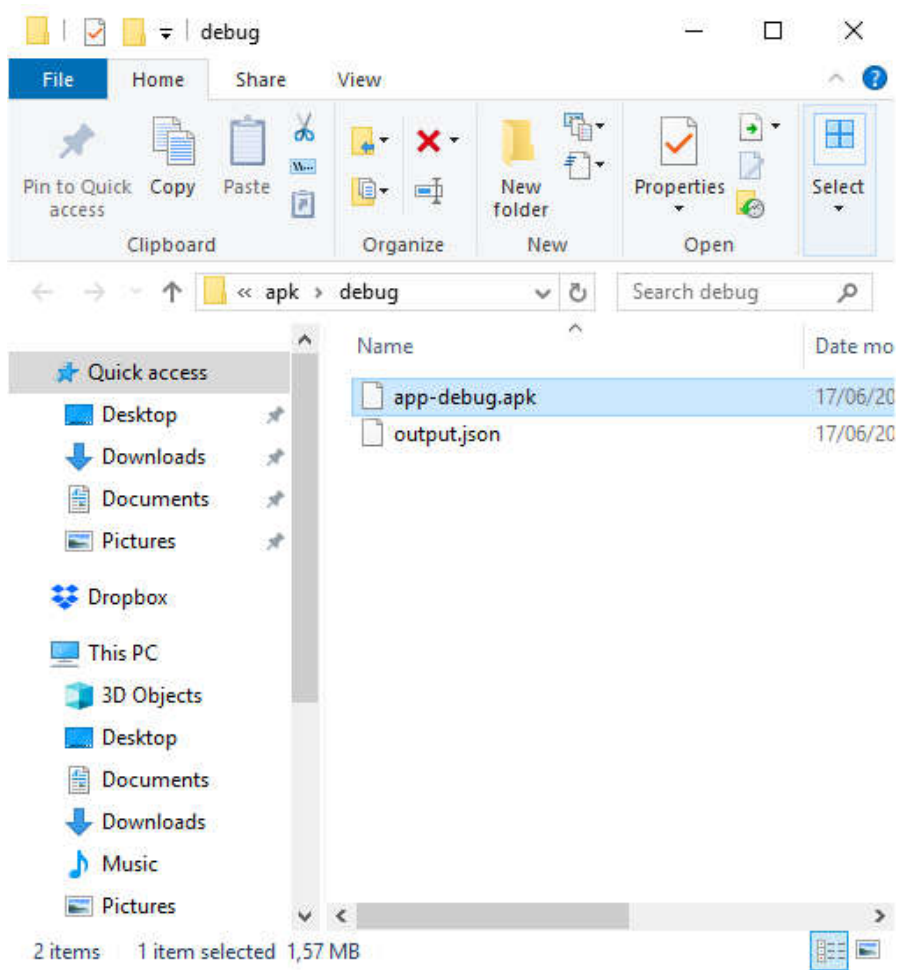 debug
File Home Share View
Pin to Quick access
Copy
Paste
New folder
Properties
Select
Clipboard Organize New Open
« apk › debug
Search debug
Name Date mo
Quick access
app-debug.apk 17/06/20
output.json 17/06/20
Desktop
Downloads
Documents
Pictures
Dropbox
This PC
3D Objects
Desktop
Documents
Downloads
Music
Pictures
2 items 1 item selected 1,57 MB